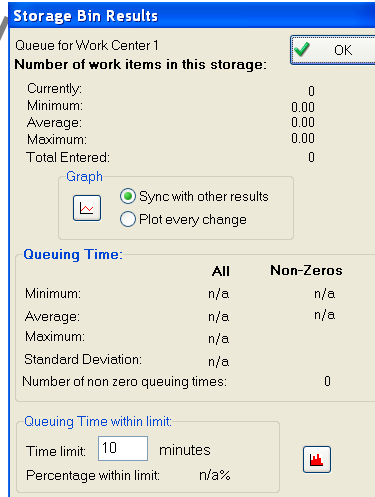 Storage Bin Results
Queue for Work Center 1
OK
Number of work items in this storage:
Currently: 0
Minimum: 0.00
Average: 0.00
Maximum: 0.00
Total Entered: 0
Graph
Sync with other results
Plot every change
Queuing Time:
All Non-Zeros
Minimum: n/a n/a
Average: n/a n/a
Maximum: n/a
Standard Deviation: n/a
Number of non zero queuing times: 0
Queuing Time within limit:
Time limit: 10 minutes
Percentage within limit: n/a%